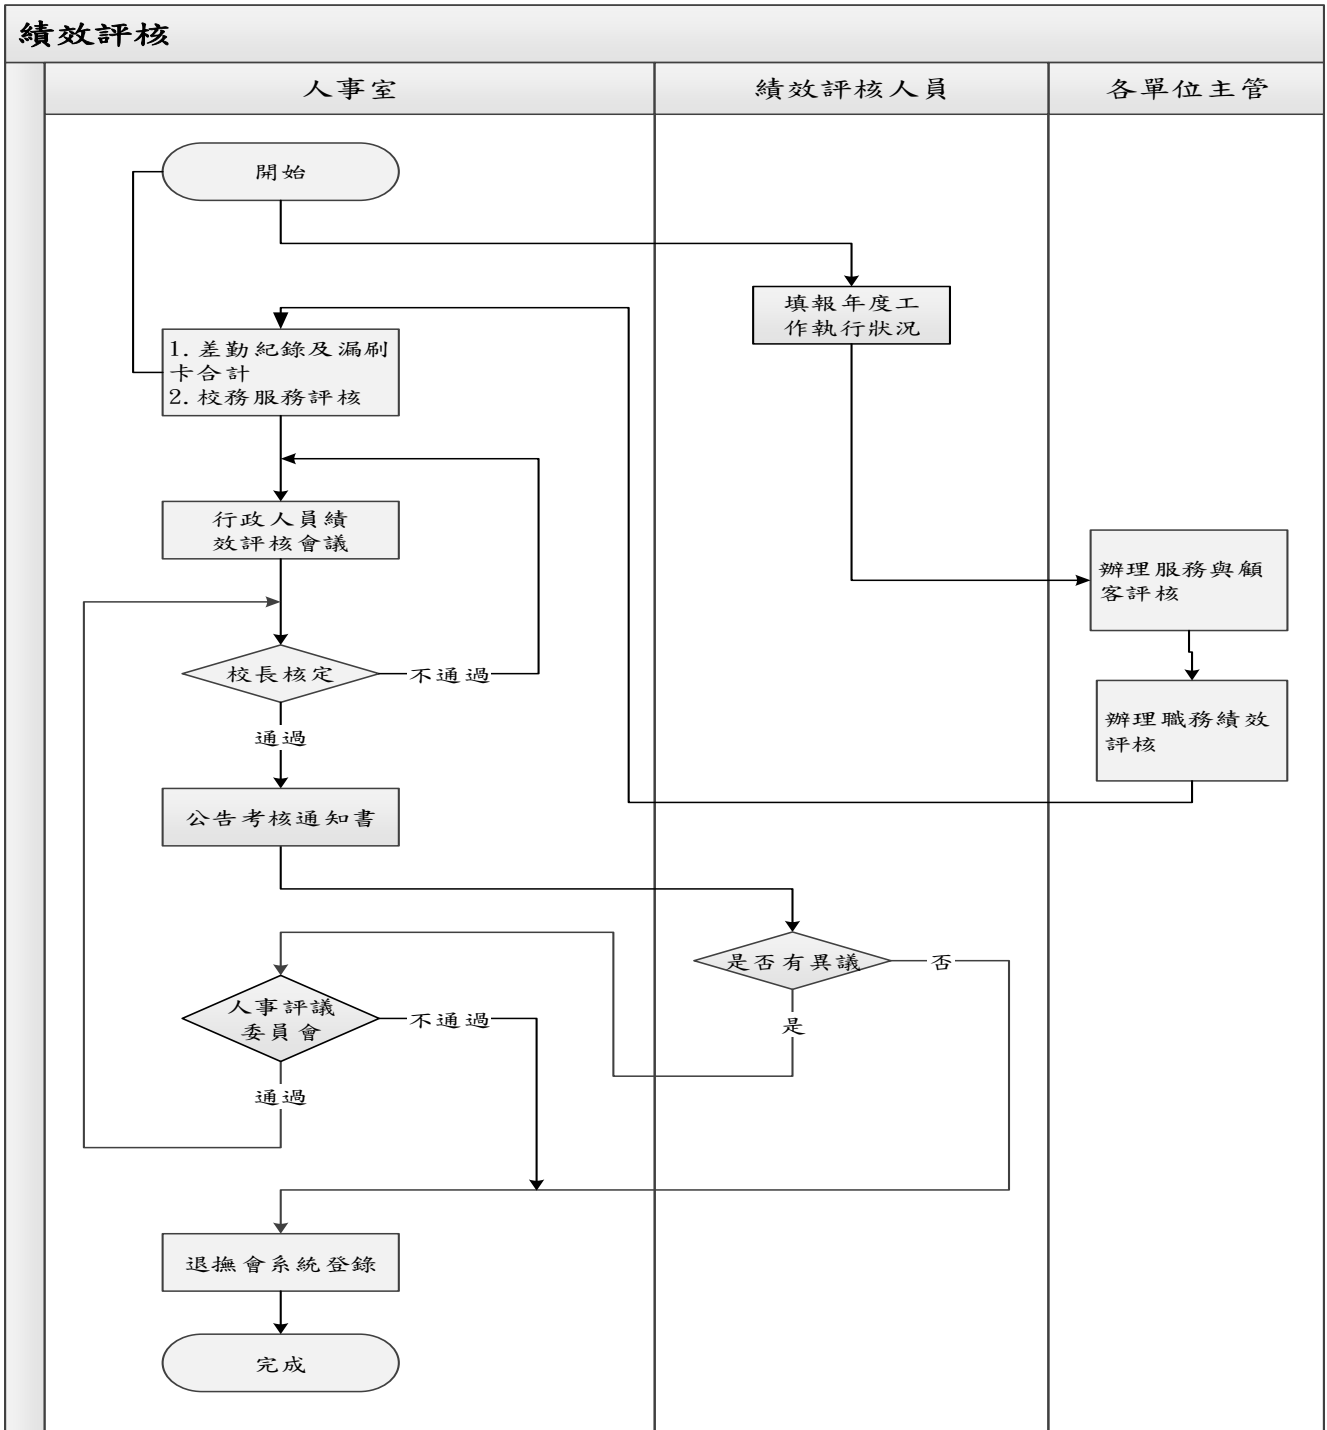 績效評核
人事室
績效評核人員
各單位主管
開始
填報年度工
作執行狀況
1. 差勤紀錄及漏刷
卡合計
2. 校務服務評核
行政人員績
效評核會議
辦理服務與顧
客評核
校長核定
不通過
辦理職務績效
評核
通過
公告考核通知書
是否有異議
否
人事評議
委員會
不通過
是
通過
退撫會系統登錄
完成